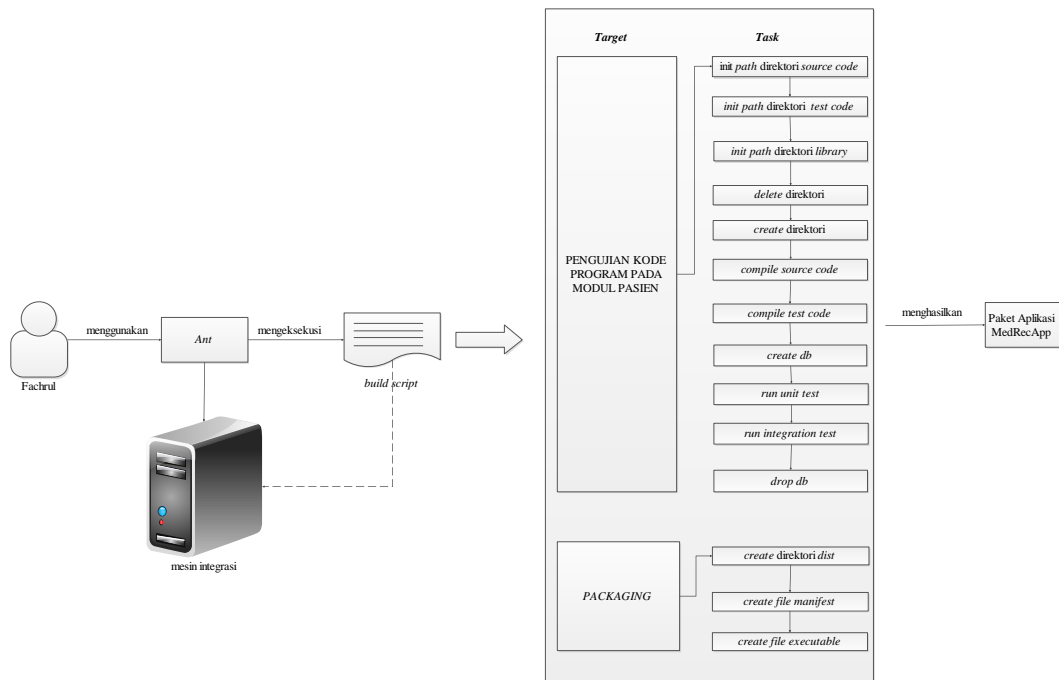 Fachrul
menggunakan
Ant
mengeksekusi
build script
mesin integrasi
Target
Task
PENGUJIAN KODE
PROGRAM PADA
MODUL PASIEN
init path direktori source code
init path direktori test code
init path direktori library
delete direktori
create direktori
compile source code
compile test code
create db
run unit test
run integration test
drop db
PACKAGING
create direktori dist
create file manifest
create file executable
menghasilkan
Paket Aplikasi
MedRecApp